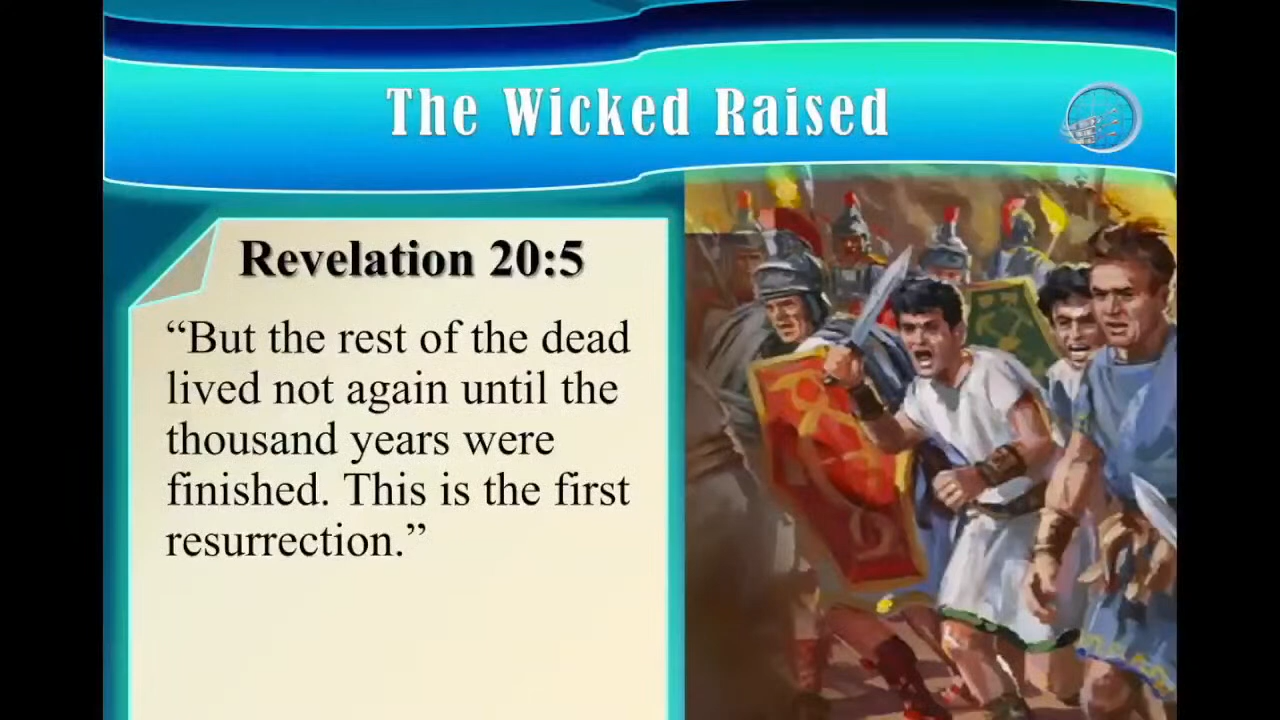 The Wicked Raised
Revelation 20:5
“But the rest of the dead
lived not again until the
thousand years were
finished. This is the first
resurrection.”